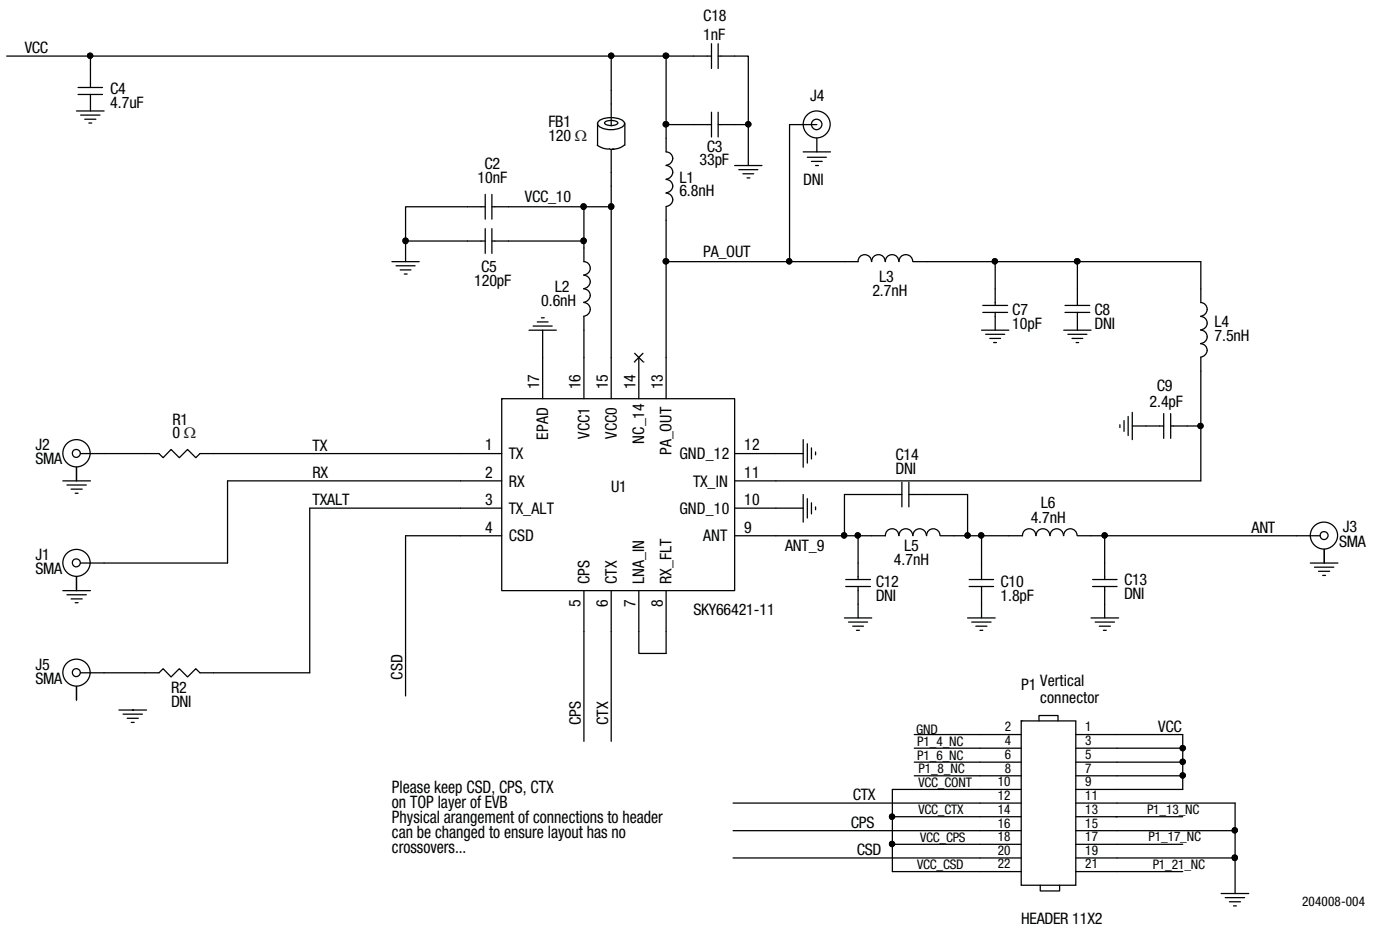 VCC
C4
4.7uF
C18
1nF
FB1
120 Ω
C3
33pF
J4
DNI
C2
10nF
VCC_10
L1
6.8nH
C5
120pF
L2
0.6nH
PA_OUT
L3
2.7nH
C7
10pF
C8
DNI
L4
7.5nH
C9
2.4pF
17
16
15
14
13
EPAD
VCC1
VCC0
NC_14
PA_OUT
J2
SMA
R1
0 Ω
TX
1
TX
RX
2
RX
TXALT
3
TX_ALT
4
CSD
U1
GND_12
12
TX_IN
11
GND_10
10
ANT
9
ANT_9
CPS
CTX
LNA_IN
RX_FLT
5
6
7
8
SKY66421-11
C14
DNI
L5
4.7nH
L6
4.7nH
ANT
J3
SMA
C12
DNI
C10
1.8pF
C13
DNI
J1
SMA
J5
SMA
R2
DNI
CSD
CPS
CTX
Please keep CSD, CPS, CTX
on TOP layer of EVB
Physical arangement of connections to header
can be changed to ensure layout has no
crossovers...
P1
Vertical
connector
GND
2
1
VCC
P1_4_NC
4
3
P1_6_NC
6
5
P1_8_NC
8
7
VCC_CONT
10
9
CTX
12
11
VCC_CTX
14
13
P1_13_NC
CPS
16
15
VCC_CPS
18
17
P1_17_NC
CSD
20
19
VCC_CSD
22
21
P1_21_NC
HEADER 11X2
204008-004